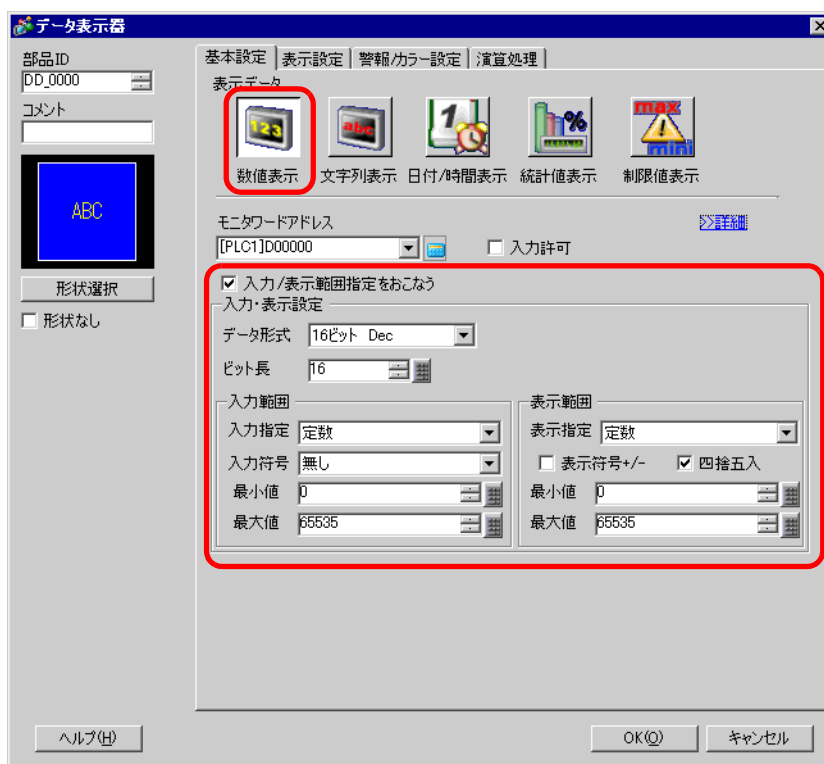 データ表示器
部品ID
DD_0000
コメント
ABC
形状選択
形状なし
基本設定 表示設定 警報/カラー設定 演算処理
表示データ
123 abc 1 % max mini
数値表示 文字列表示 日付/時間表示 統計値表示 制限値表示
モニタワードアドレス
>>詳細
[PLC1]D00000 入力許可
入力/表示範囲指定をおこなう
入力・表示設定
データ形式 16ビット Dec
ビット長 16
入力範囲
入力指定 定数
入力符号 無し
最小値 0
最大値 65535
表示範囲
表示指定 定数
表示符号+/- 四捨五入
最小値 0
最大値 65535
ヘルプ(H) OK(O) キャンセル